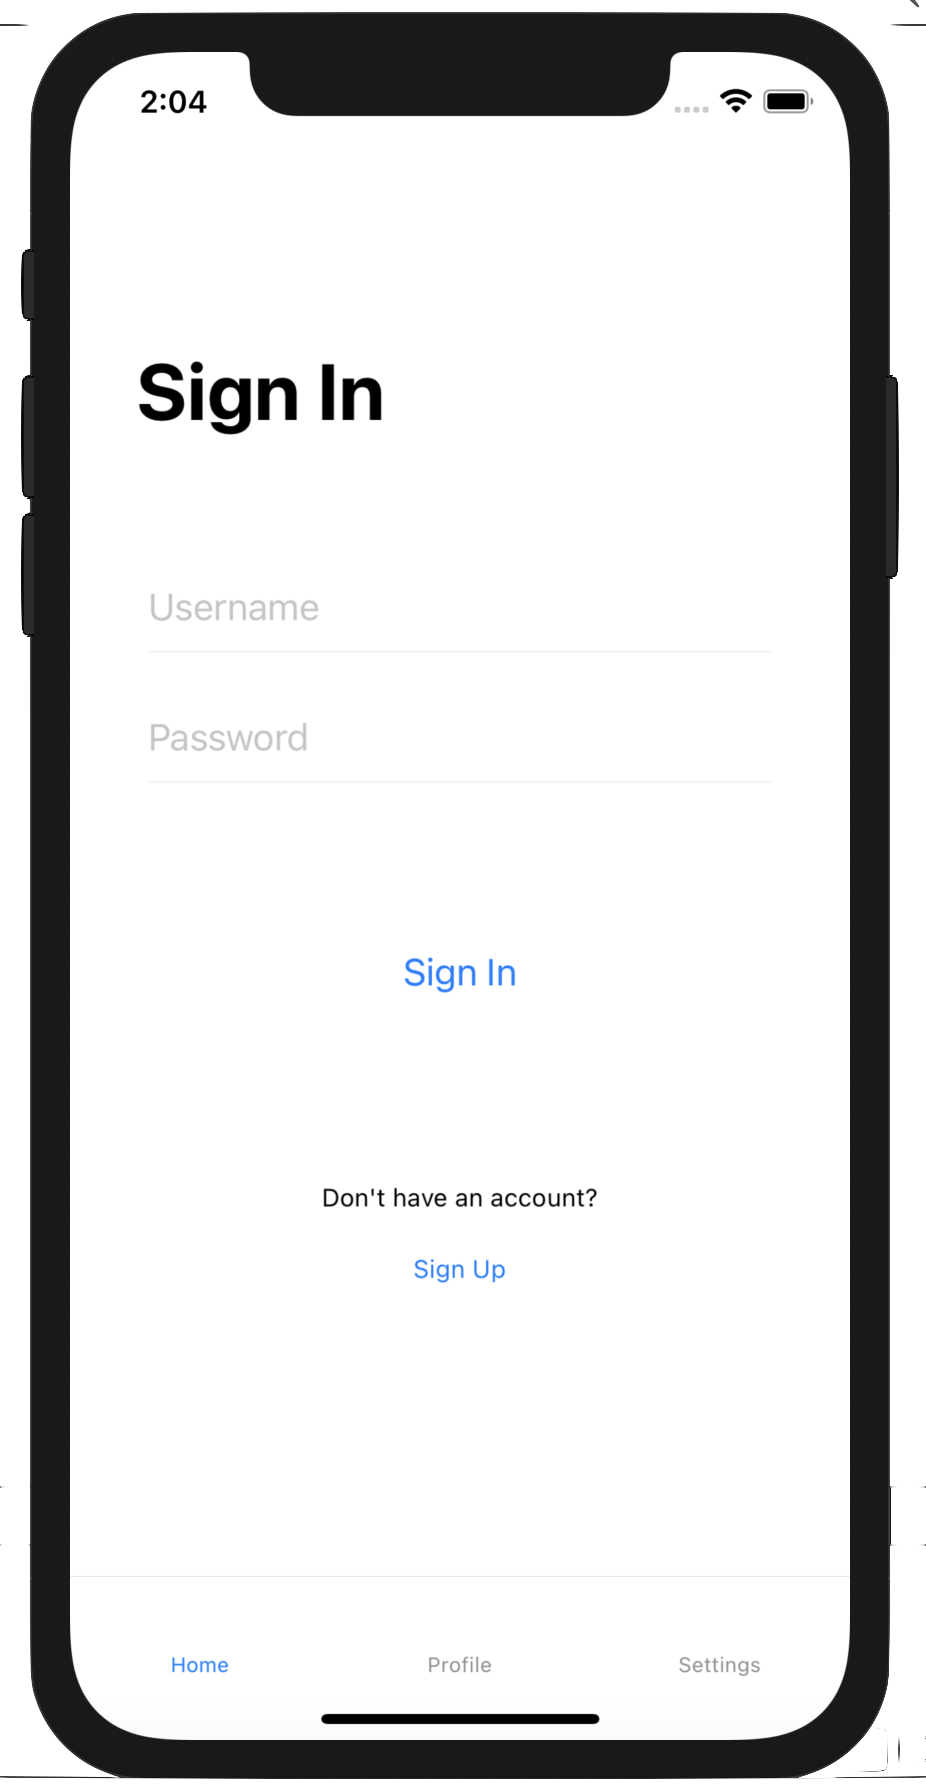 2:04
Sign In
Username
Password
Sign In
Don't have an account?
Sign Up
Home Profile Settings